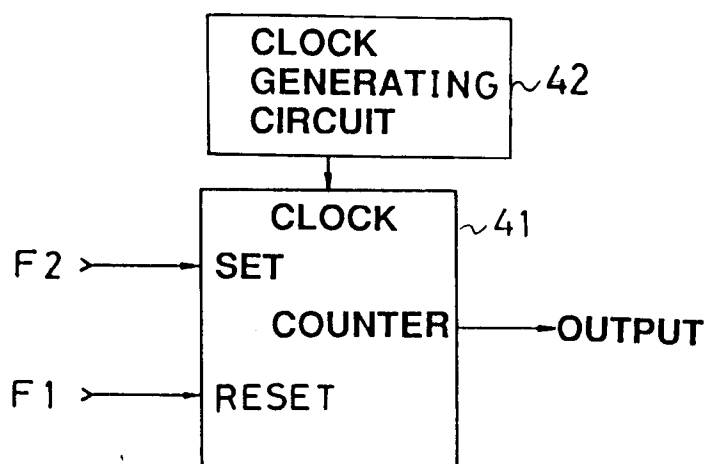 CLOCK
GENERATING
CIRCUIT
42
CLOCK
41
F2
SET
COUNTER
OUTPUT
F1
RESET